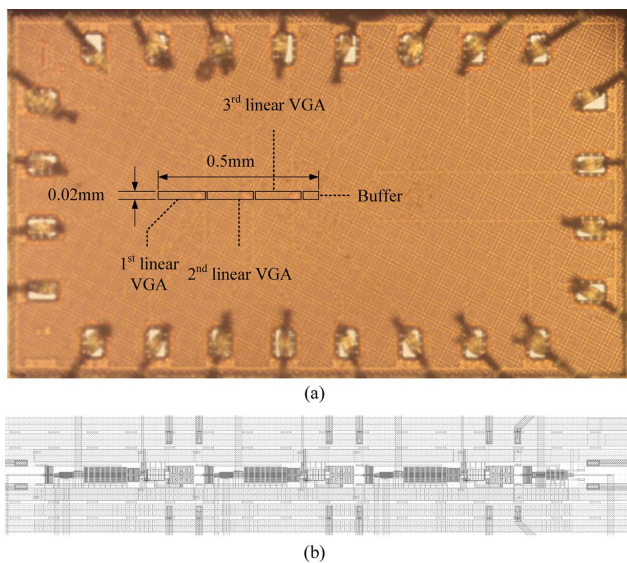 3rd linear VGA
0.5mm
0.02mm
Buffer
1st linear
VGA
2nd linear VGA
(a)
(b)